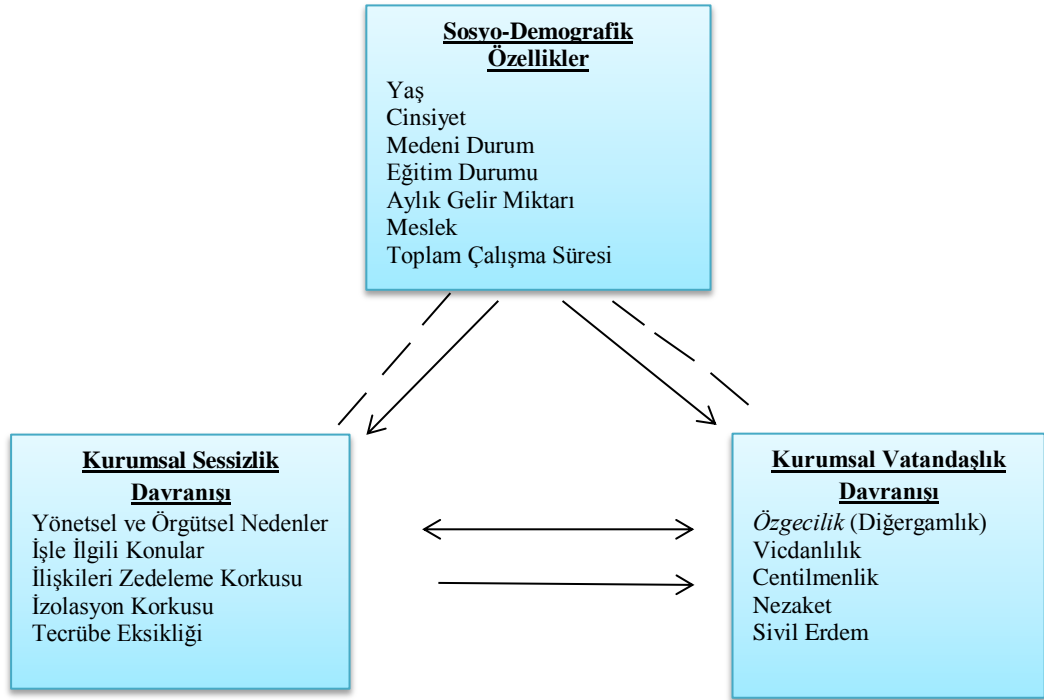 Sosyo-Demografik
Özellikler
Yaş
Cinsiyet
Medeni Durum
Eğitim Durumu
Aylık Gelir Miktarı
Meslek
Toplam Çalışma Süresi
Kurumsal Sessizlik
Davranışı
Yönetsel ve Örgütsel Nedenler
İşle İlgili Konular
İlişkileri Zedeleme Korkusu
İzolasyon Korkusu
Tecrübe Eksikliği
Kurumsal Vatandaşlık
Davranışı
Özgecilik (Diğergamlık)
Vicdanlılık
Centilmenlik
Nezaket
Sivil Erdem